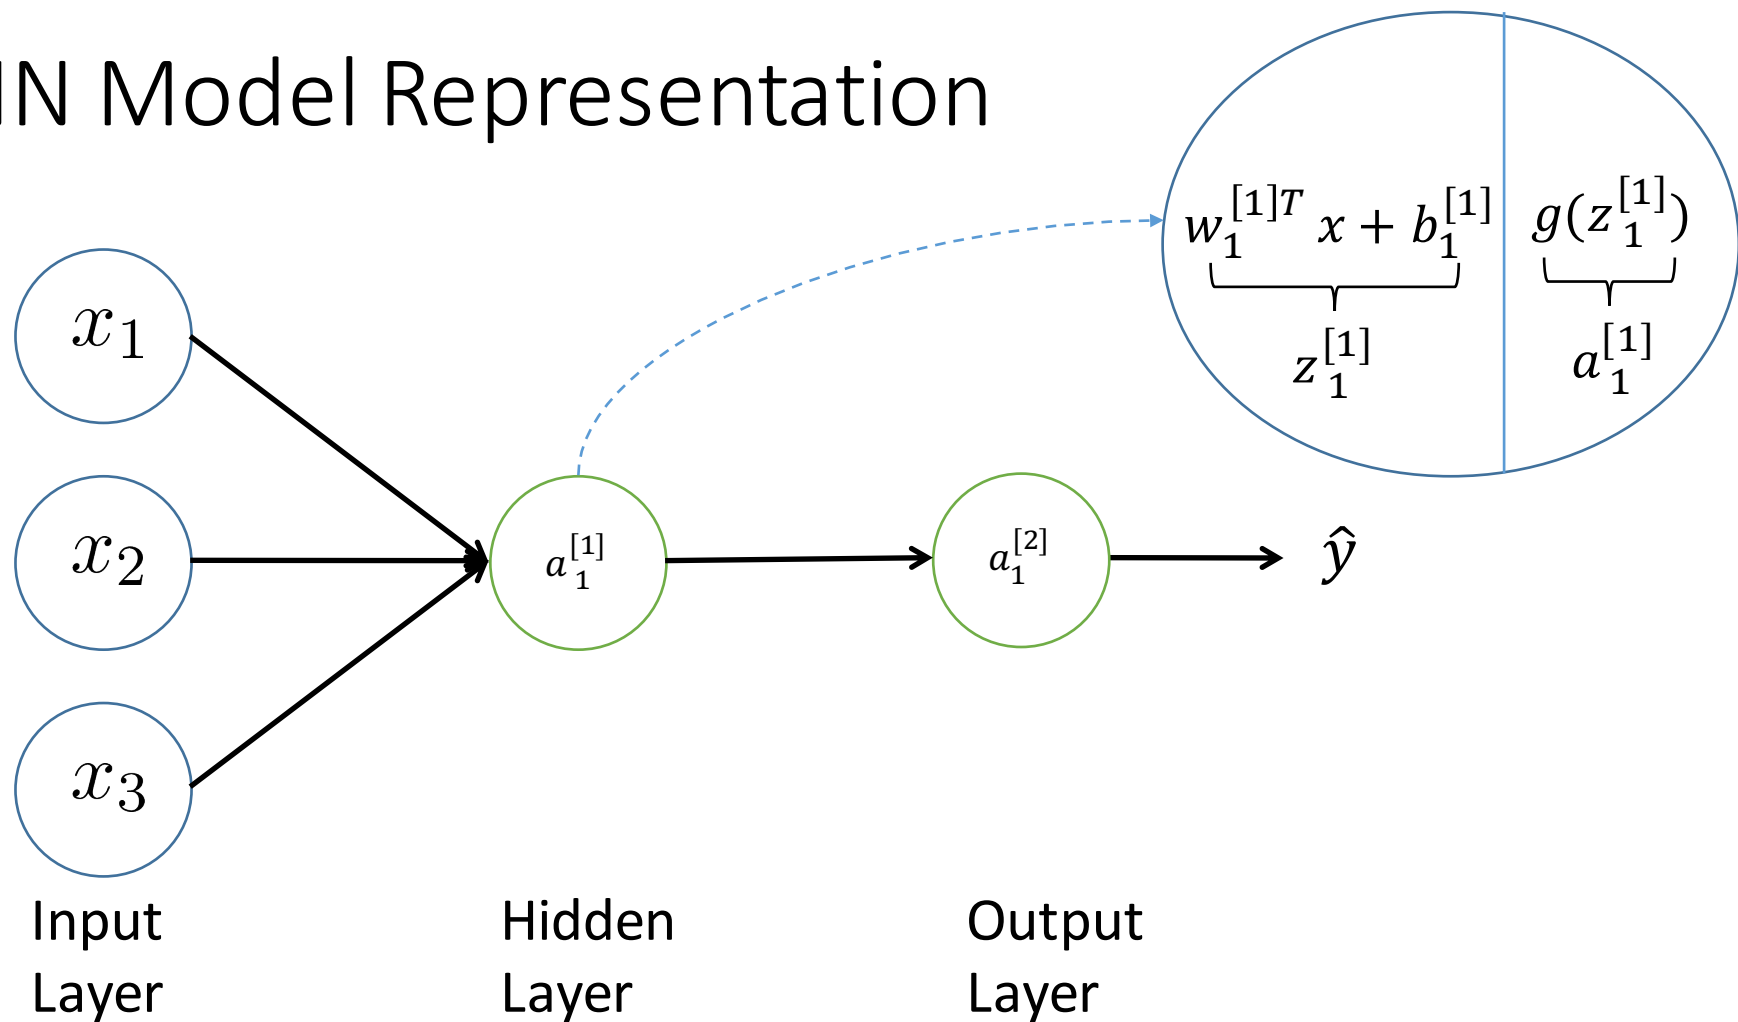 IN Model Representation
w_1^{[1]T} x + b_1^{[1]}
g(z_1^{[1]})
z_1^{[1]}
a_1^{[1]}
x_1
x_2
x_3
a_1^{[1]}
a_1^{[2]}
ŷ
Input
Layer
Hidden
Layer
Output
Layer